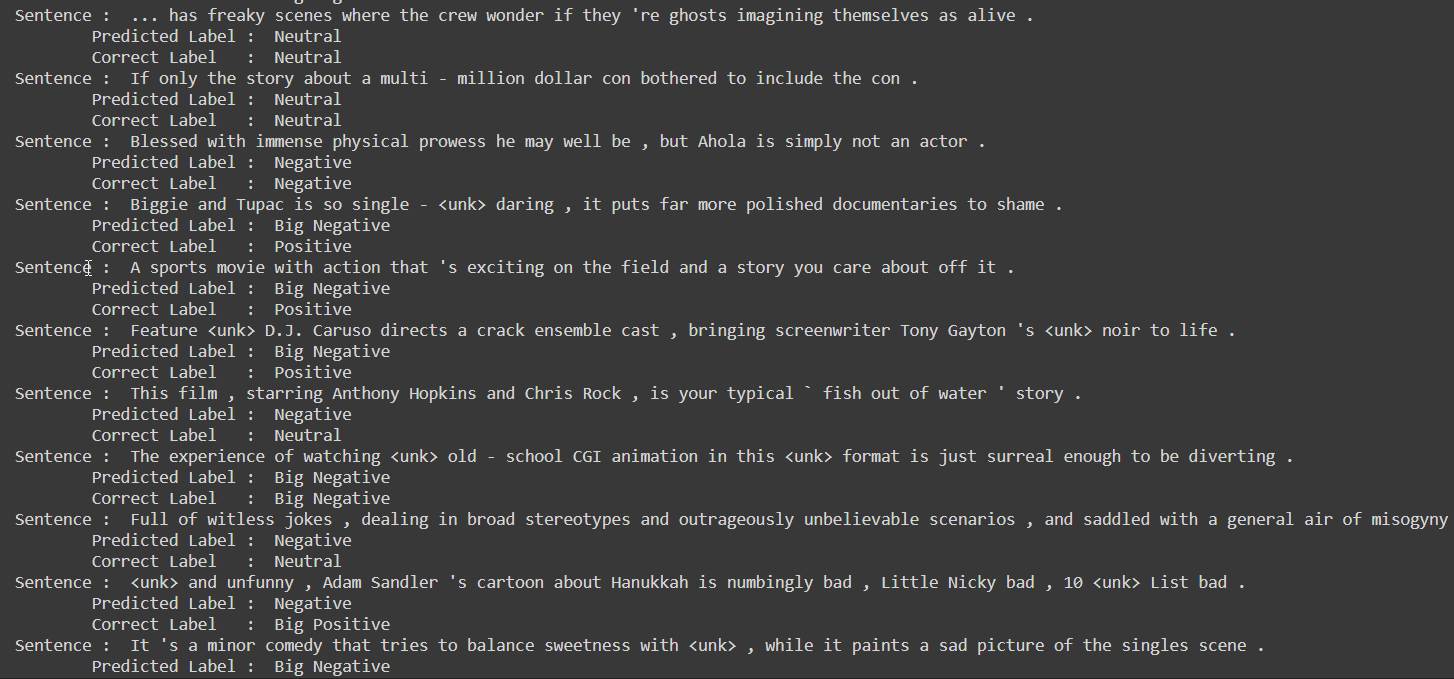 Sentence : ... has freaky scenes where the crew wonder if they 're ghosts imagining themselves as alive .
Predicted Label : Neutral
Correct Label : Neutral
Sentence : If only the story about a multi - million dollar con bothered to include the con .
Predicted Label : Neutral
Correct Label : Neutral
Sentence : Blessed with immense physical prowess he may well be , but Ahola is simply not an actor .
Predicted Label : Negative
Correct Label : Negative
Sentence : Biggie and Tupac is so single - <unk> daring , it puts far more polished documentaries to shame .
Predicted Label : Big Negative
Correct Label : Positive
Sentence : A sports movie with action that 's exciting on the field and a story you care about off it .
Predicted Label : Big Negative
Correct Label : Positive
Sentence : Feature <unk> D.J. Caruso directs a crack ensemble cast , bringing screenwriter Tony Gayton 's <unk> noir to life .
Predicted Label : Big Negative
Correct Label : Positive
Sentence : This film , starring Anthony Hopkins and Chris Rock , is your typical ` fish out of water ' story .
Predicted Label : Negative
Correct Label : Neutral
Sentence : The experience of watching <unk> old - school CGI animation in this <unk> format is just surreal enough to be diverting .
Predicted Label : Big Negative
Correct Label : Big Negative
Sentence : Full of witless jokes , dealing in broad stereotypes and outrageously unbelievable scenarios , and saddled with a general air of misogyny
Predicted Label : Negative
Correct Label : Neutral
Sentence : <unk> and unfunny , Adam Sandler 's cartoon about Hanukkah is numbingly bad , Little Nicky bad , 10 <unk> List bad .
Predicted Label : Negative
Correct Label : Big Positive
Sentence : It 's a minor comedy that tries to balance sweetness with <unk> , while it paints a sad picture of the singles scene .
Predicted Label : Big Negative